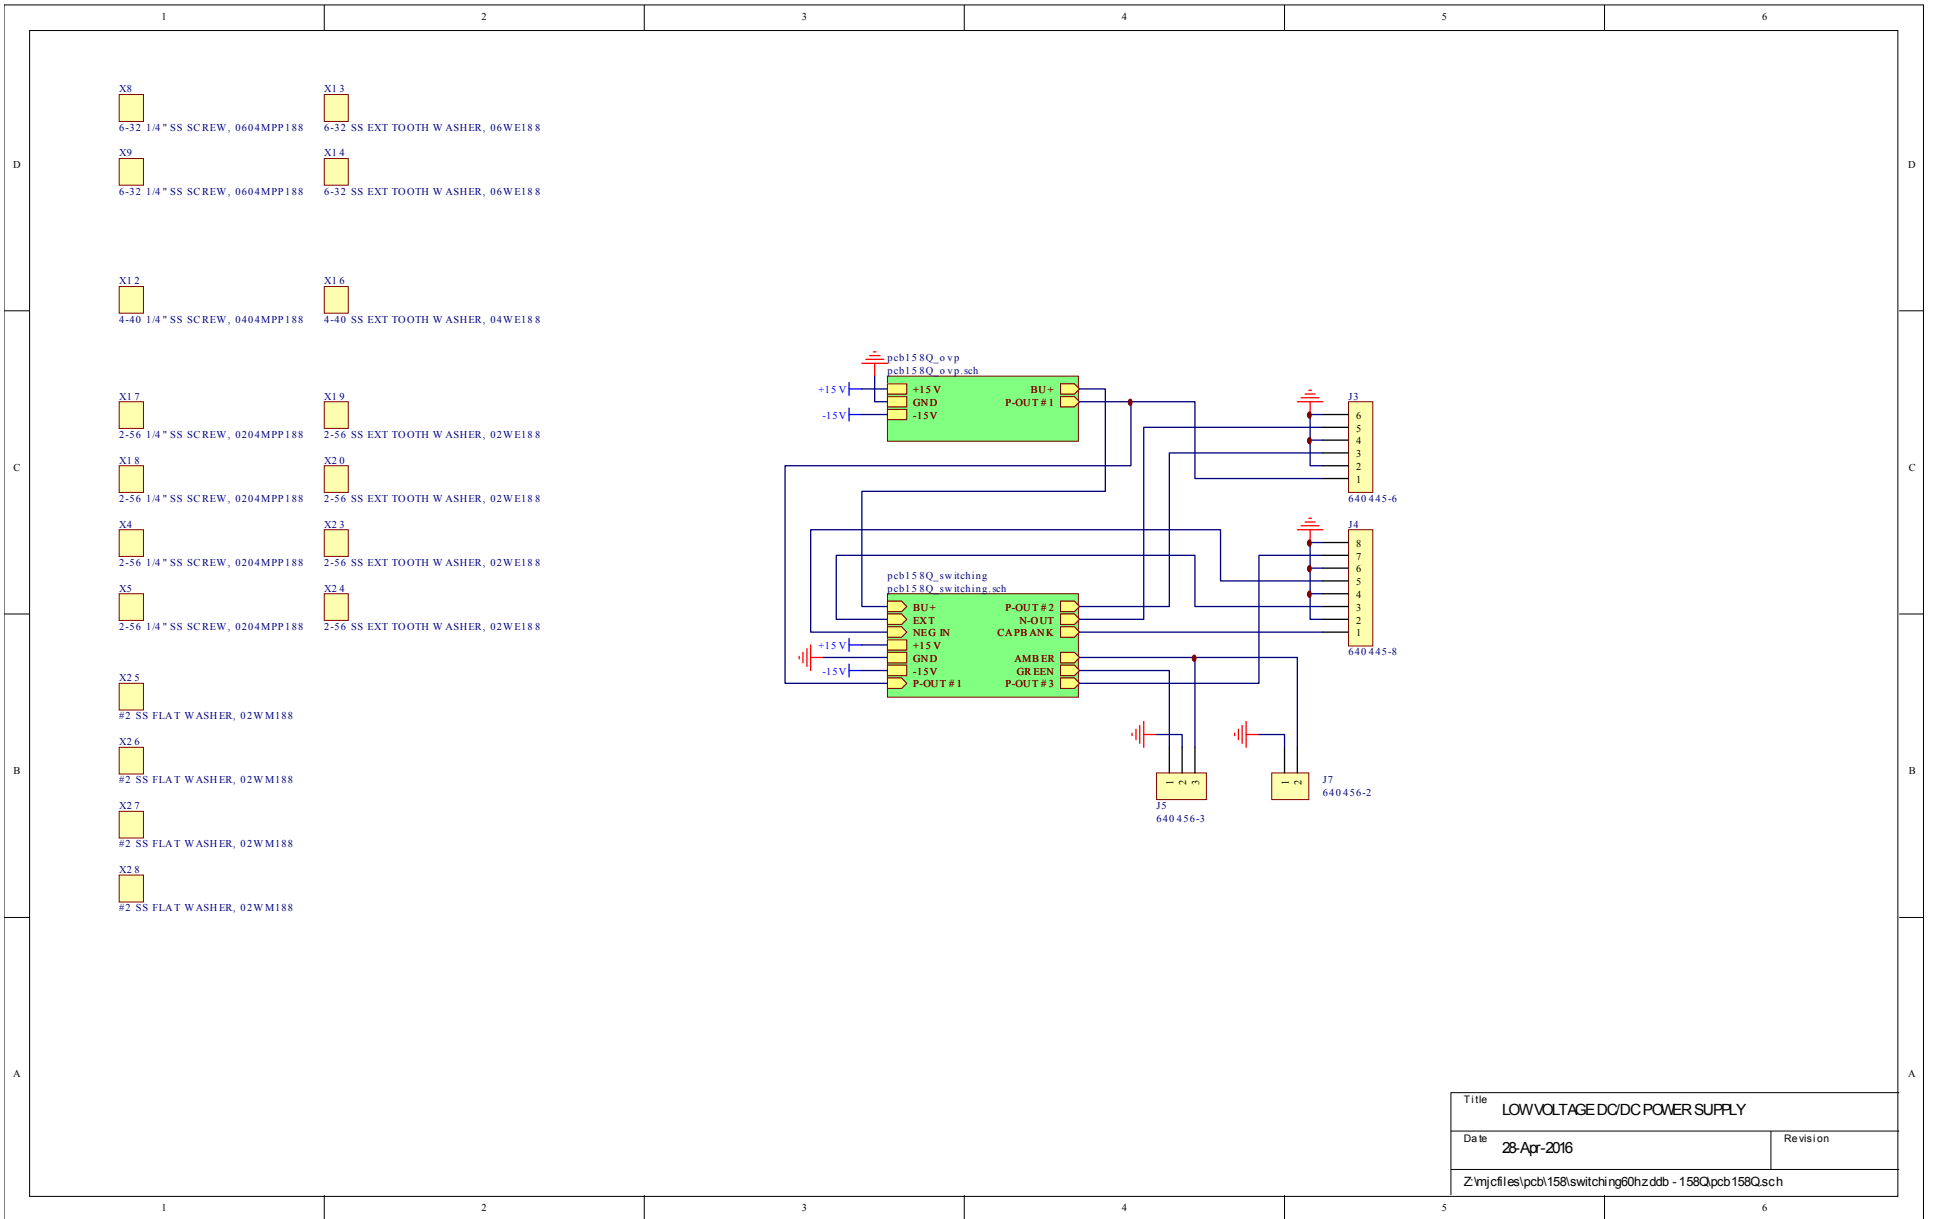 1 2 3 4 5 6
D D
C C
B B
A A
X8
6-32 1/4" SS SCREW, 0604MPP188
X13
6-32 SS EXT TOOTH WASHER, 06WE188
X9
6-32 1/4" SS SCREW, 0604MPP188
X14
6-32 SS EXT TOOTH WASHER, 06WE188
X12
4-40 1/4" SS SCREW, 0404MPP188
X16
4-40 SS EXT TOOTH WASHER, 04WE188
X17
2-56 1/4" SS SCREW, 0204MPP188
X19
2-56 SS EXT TOOTH WASHER, 02WE188
X18
2-56 1/4" SS SCREW, 0204MPP188
X20
2-56 SS EXT TOOTH WASHER, 02WE188
X4
2-56 1/4" SS SCREW, 0204MPP188
X23
2-56 SS EXT TOOTH WASHER, 02WE188
X5
2-56 1/4" SS SCREW, 0204MPP188
X24
2-56 SS EXT TOOTH WASHER, 02WE188
X25
#2 SS FLAT WASHER, 02WM188
X26
#2 SS FLAT WASHER, 02WM188
X27
#2 SS FLAT WASHER, 02WM188
X28
#2 SS FLAT WASHER, 02WM188
pcb158Q_ovp
pcb158Q_ovp.sch
+15V +15V BU+
GND P-OUT#1
-15V -15V
J3
6
5
4
3
2
1
640445-6
J4
8
7
6
5
4
3
2
1
640445-8
pcb158Q_switching
pcb158Q_switching.sch
BU+ P-OUT#2
EXT N-OUT
NEG IN CAPBANK
+15V +15V
GND AMBER
-15V -15V GREEN
P-OUT#1 P-OUT#3
1 2 3
J5
640456-3
1 2
J7
640456-2
Title LOW VOLTAGE DC/DC POWER SUPPLY
Date 28-Apr-2016 Revision
Z:\mjcfiles\pcb\158\switching60hz.ddb - 158Q\pcb158Q.sch
1 2 3 4 5 6